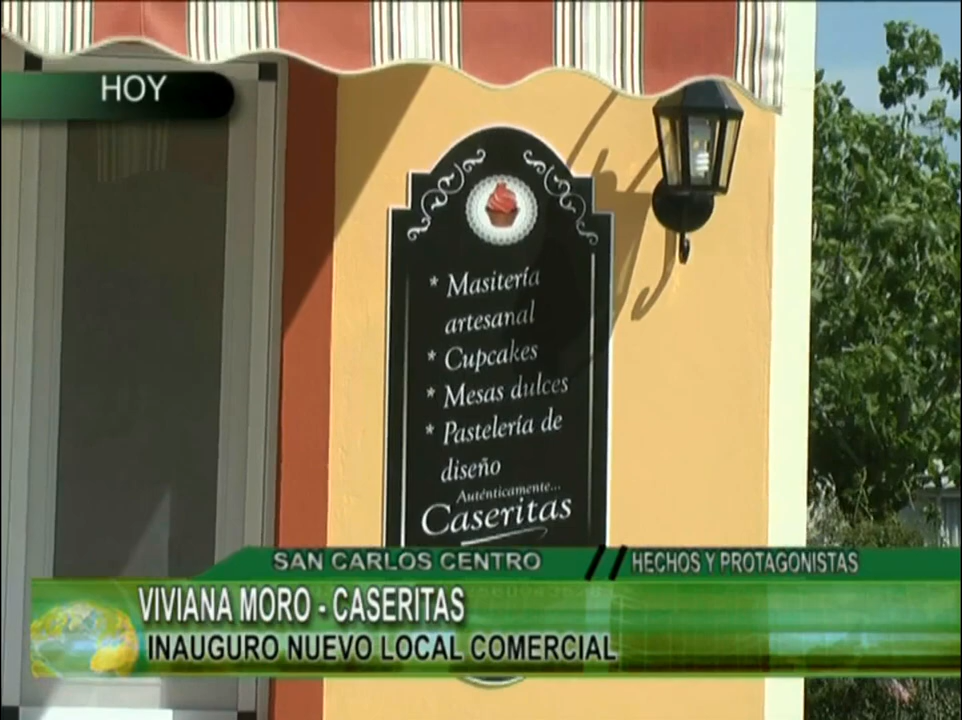 HOY
* Masitería
artesanal
* Cupcakes
* Mesas dulces
* Pastelería de
diseño
Auténticamente...
Caseritas
SAN CARLOS CENTRO // HECHOS Y PROTAGONISTAS
VIVIANA MORO - CASERITAS
INAUGURO NUEVO LOCAL COMERCIAL